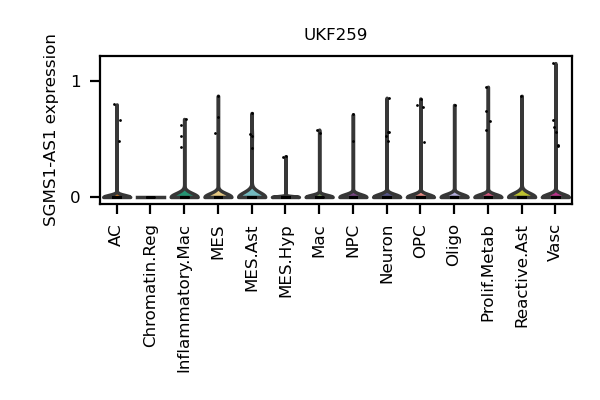 UKF259
SGMS1-AS1 expression
1
0
AC
Chromatin.Reg
Inflammatory.Mac
MES
MES.Ast
MES.Hyp
Mac
NPC
Neuron
OPC
Oligo
Prolif.Metab
Reactive.Ast
Vasc